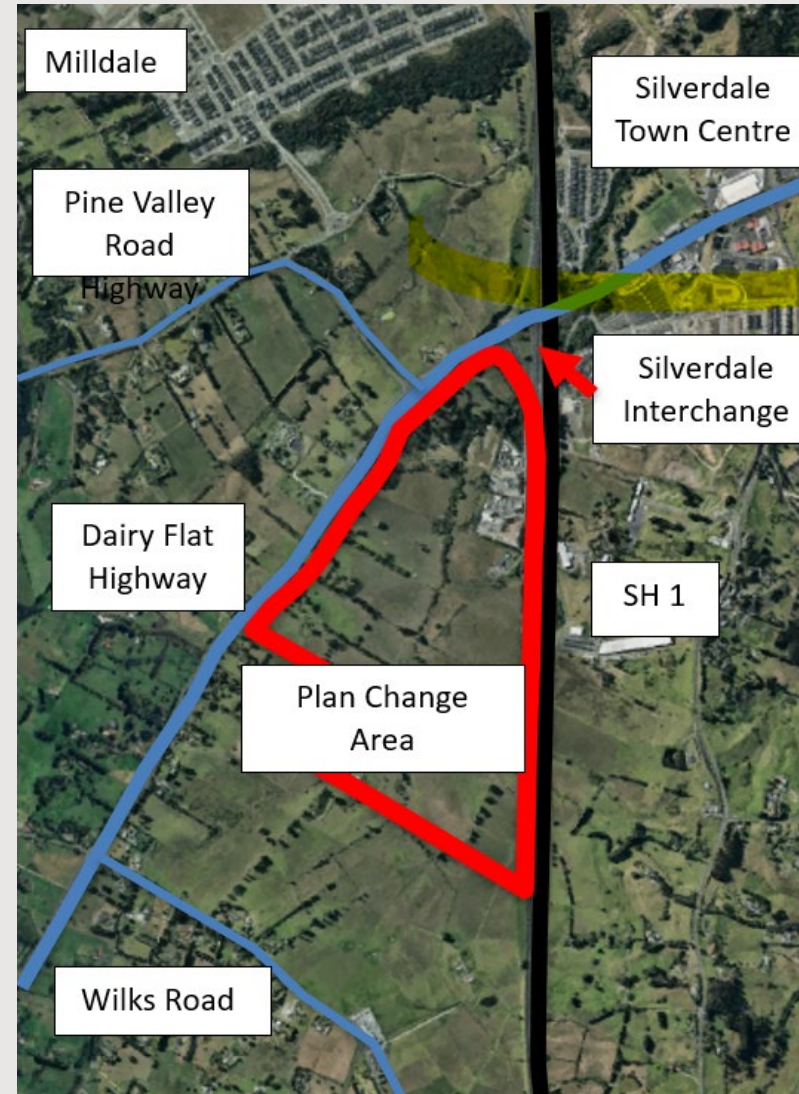 Milldale
Silverdale
Town Centre
Pine Valley
Road
Highway
Silverdale
Interchange
Dairy Flat
Highway
SH 1
Plan Change
Area
Wilks Road